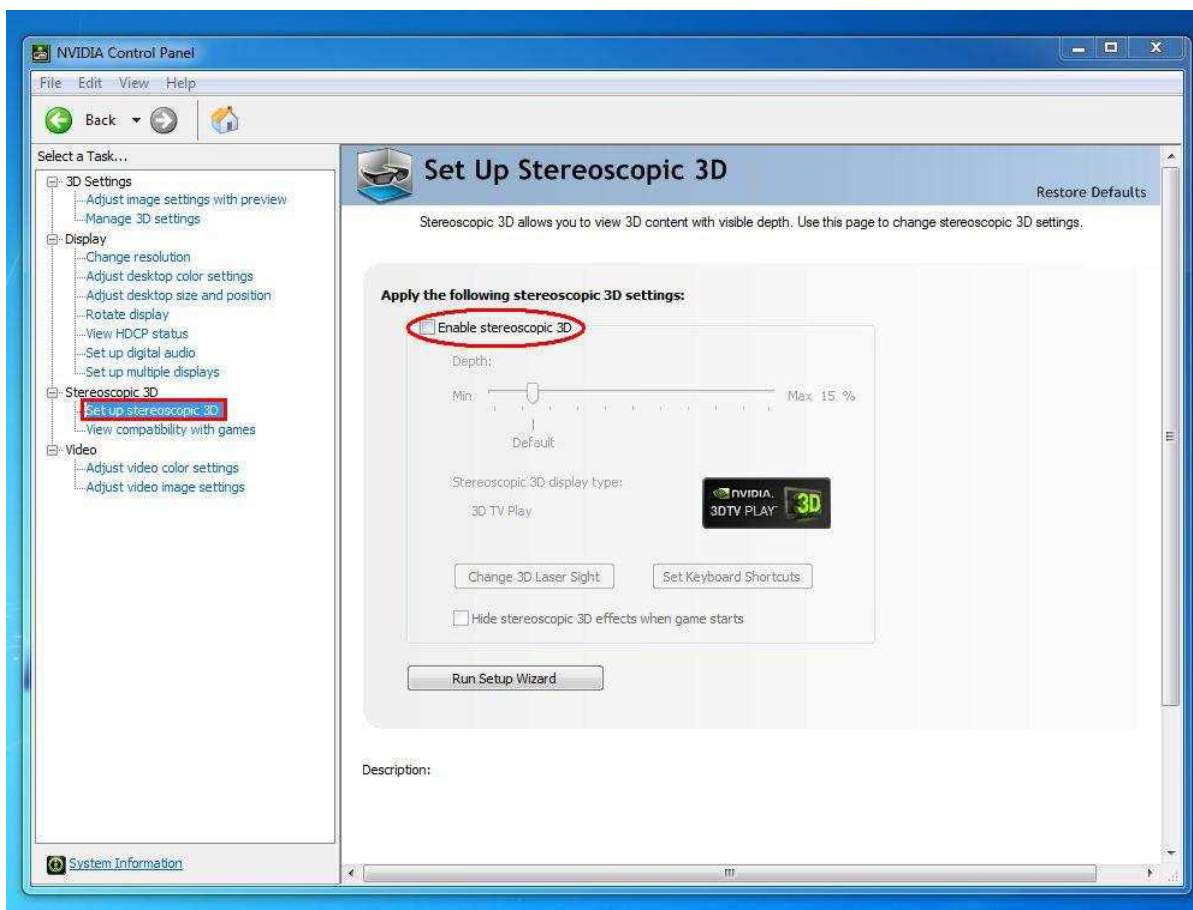 NVIDIA Control Panel
File Edit View Help
Back
Select a Task...
3D Settings
Adjust image settings with preview
Manage 3D settings
Display
Change resolution
Adjust desktop color settings
Adjust desktop size and position
Rotate display
View HDCP status
Set up digital audio
Set up multiple displays
Stereoscopic 3D
Set up stereoscopic 3D
View compatibility with games
Video
Adjust video color settings
Adjust video image settings
System Information
Set Up Stereoscopic 3D
Restore Defaults
Stereoscopic 3D allows you to view 3D content with visible depth. Use this page to change stereoscopic 3D settings.
Apply the following stereoscopic 3D settings:
Enable stereoscopic 3D
Depth:
Min Max 15 %
Default
Stereoscopic 3D display type:
3D TV Play
NVIDIA.
3DTV PLAY 3D
Change 3D Laser Sight Set Keyboard Shortcuts
Hide stereoscopic 3D effects when game starts
Run Setup Wizard
Description: